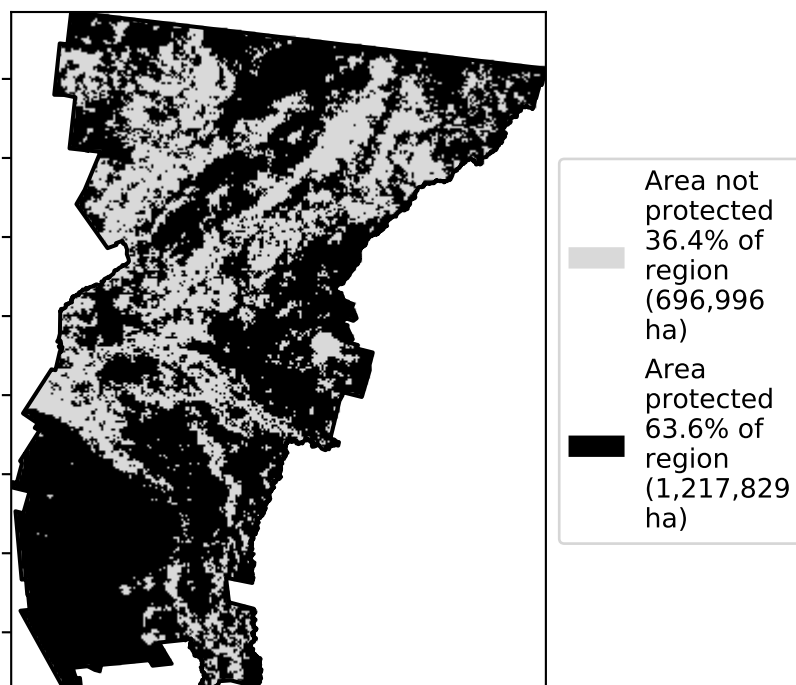 Area not
protected
36.4% of
region
(696,996
ha)
Area
protected
63.6% of
region
(1,217,829
ha)